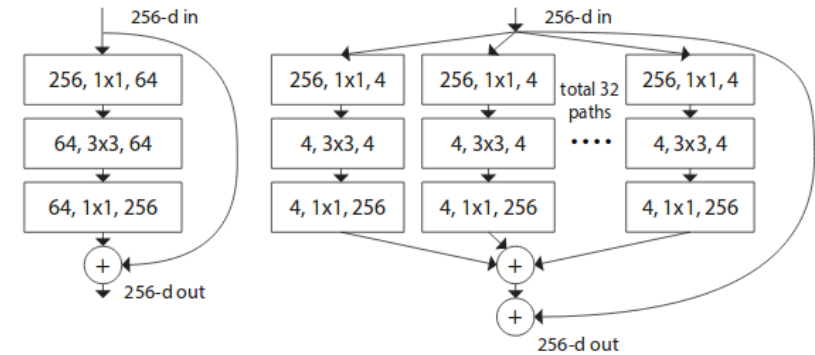 256-d in
256, 1x1, 64
64, 3x3, 64
64, 1x1, 256
+
256-d out
256-d in
256, 1x1, 4
256, 1x1, 4
total 32
paths
256, 1x1, 4
4, 3x3, 4
4, 3x3, 4
....
4, 3x3, 4
4, 1x1, 256
4, 1x1, 256
4, 1x1, 256
+
+
256-d out